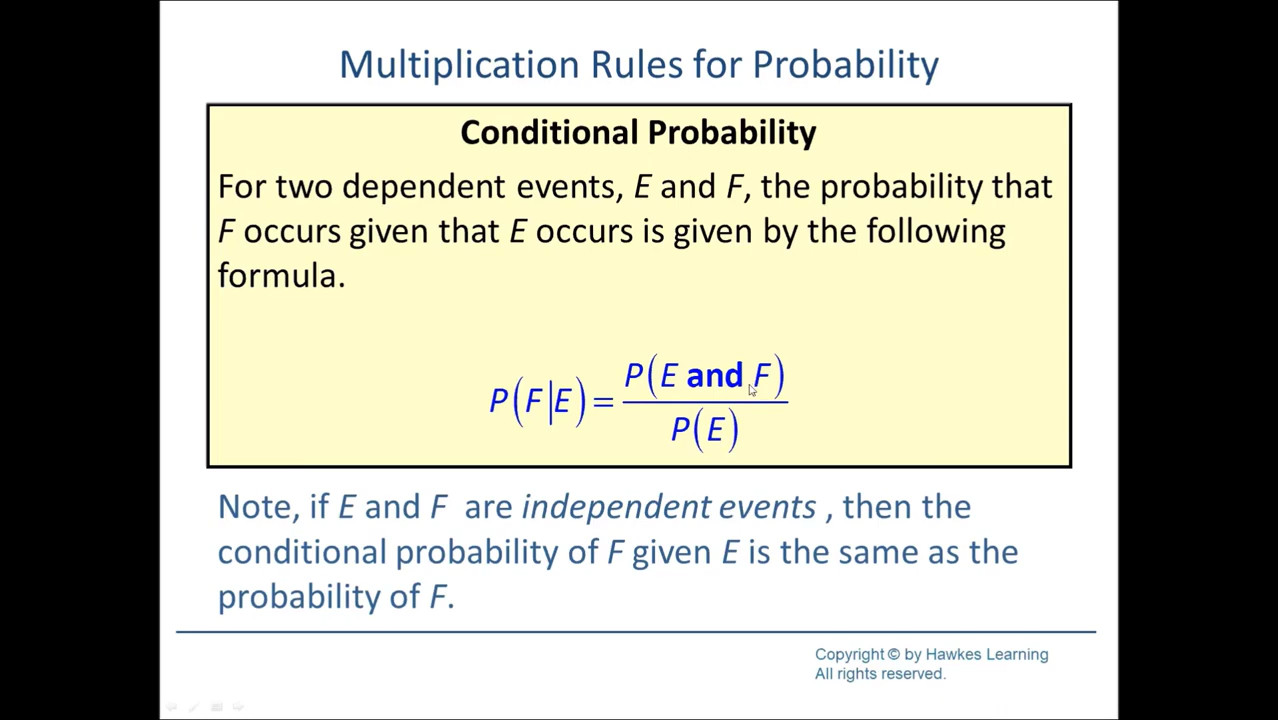 Multiplication Rules for Probability
Conditional Probability
For two dependent events, E and F, the probability that
F occurs given that E occurs is given by the following
formula.
P(F|E) = P(E and F) / P(E)
Note, if E and F are independent events , then the
conditional probability of F given E is the same as the
probability of F.
Copyright © by Hawkes Learning
All rights reserved.